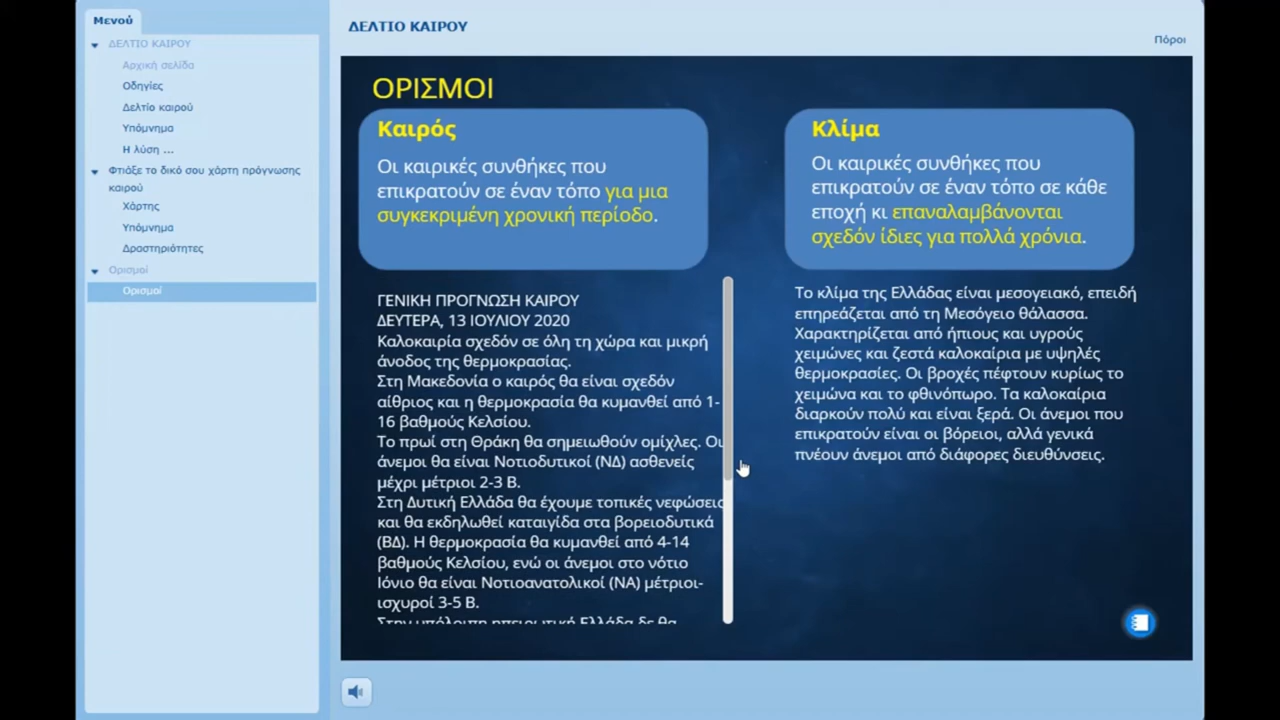 Μενού
ΔΕΛΤΙΟ ΚΑΙΡΟΥ
Αρχική σελίδα
Οδηγίες
Δελτίο καιρού
Υπόμνημα
Η λύση ...
Φτιάξε το δικό σου χάρτη πρόγνωσης
καιρού
Χάρτης
Υπόμνημα
Δραστηριότητες
Ορισμοί
Ορισμοί
ΔΕΛΤΙΟ ΚΑΙΡΟΥ
Πόροι
ΟΡΙΣΜΟΙ
Καιρός
Οι καιρικές συνθήκες που
επικρατούν σε έναν τόπο για μια
συγκεκριμένη χρονική περίοδο.
ΓΕΝΙΚΗ ΠΡΟΓΝΩΣΗ ΚΑΙΡΟΥ
ΔΕΥΤΕΡΑ, 13 ΙΟΥΛΙΟΥ 2020
Καλοκαιρία σχεδόν σε όλη τη χώρα και μικρή
άνοδος της θερμοκρασίας.
Στη Μακεδονία ο καιρός θα είναι σχεδόν
αίθριος και η θερμοκρασία θα κυμανθεί από 1-
16 βαθμούς Κελσίου.
Το πρωί στη Θράκη θα σημειωθούν ομίχλες. Οι
άνεμοι θα είναι Νοτιοδυτικοί (ΝΔ) ασθενείς
μέχρι μέτριοι 2-3 Β.
Στη Δυτική Ελλάδα θα έχουμε τοπικές νεφώσεις
και θα εκδηλωθεί καταιγίδα στα βορειοδυτικά
(ΒΔ). Η θερμοκρασία θα κυμανθεί από 4-14
βαθμούς Κελσίου, ενώ οι άνεμοι στο νότιο
Ιόνιο θα είναι Νοτιοανατολικοί (ΝΑ) μέτριοι-
ισχυροί 3-5 Β.
Στην υπόλοιπη ηπειρωτική Ελλάδα δε θα
Κλίμα
Οι καιρικές συνθήκες που
επικρατούν σε έναν τόπο σε κάθε
εποχή κι επαναλαμβάνονται
σχεδόν ίδιες για πολλά χρόνια.
Το κλίμα της Ελλάδας είναι μεσογειακό, επειδή
επηρεάζεται από τη Μεσόγειο θάλασσα.
Χαρακτηρίζεται από ήπιους και υγρούς
χειμώνες και ζεστά καλοκαίρια με υψηλές
θερμοκρασίες. Οι βροχές πέφτουν κυρίως το
χειμώνα και το φθινόπωρο. Τα καλοκαίρια
διαρκούν πολύ και είναι ξερά. Οι άνεμοι που
επικρατούν είναι οι βόρειοι, αλλά γενικά
πνέουν άνεμοι από διάφορες διευθύνσεις.